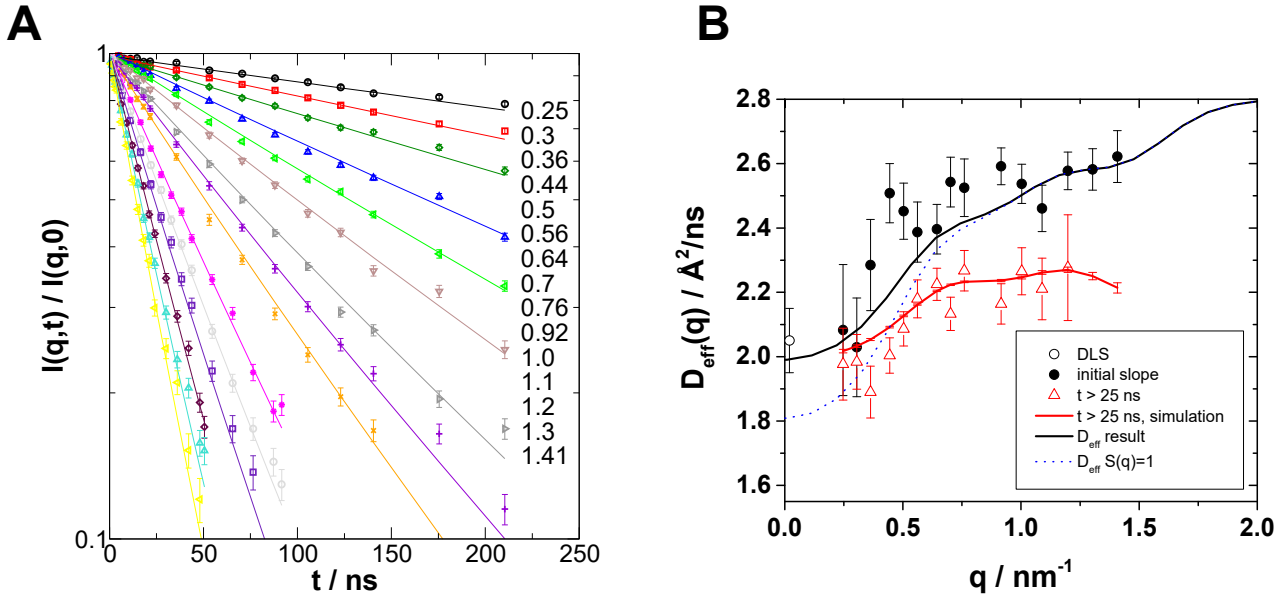 A
B
1
0.1
I(q,t) / I(q,0)
0.25
0.3
0.36
0.44
0.5
0.56
0.64
0.7
0.76
0.92
1.0
1.1
1.2
1.3
1.41
0 50 100 150 200 250
t / ns
2.8
2.6
2.4
2.2
2.0
1.8
1.6
D_eff(q) / Å²/ns
DLS
initial slope
t > 25 ns
t > 25 ns, simulation
D_eff result
D_eff S(q)=1
0.0 0.5 1.0 1.5 2.0
q / nm⁻¹